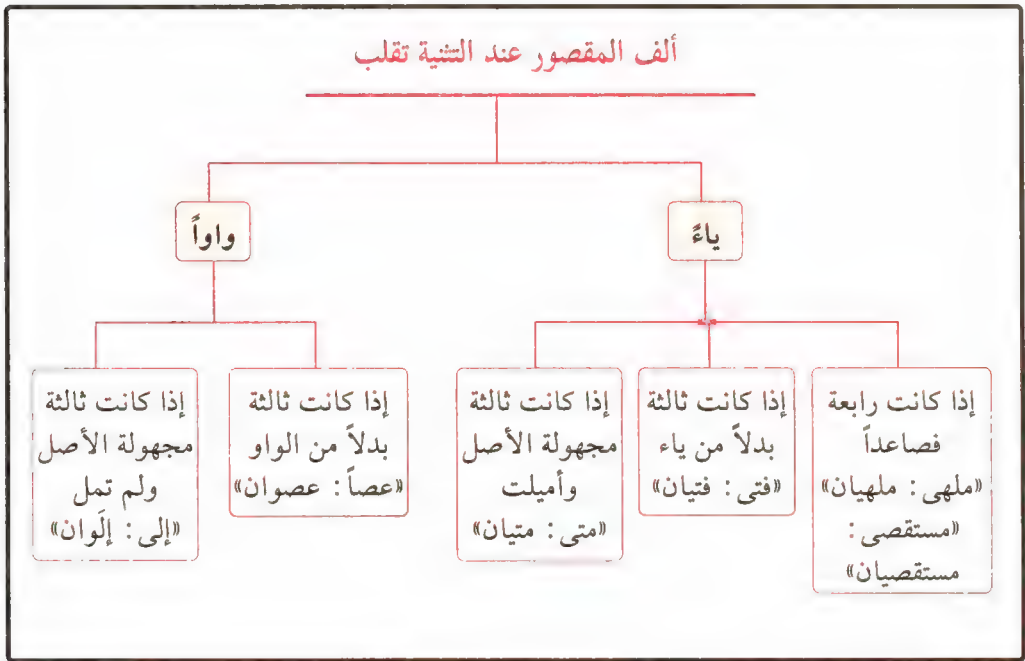 ألف المقصور عند التثنية تقلب
ياءً
واواً
إذا كانت رابعة
فصاعداً
«ملهى: ملهيان»
«مستقصى:
مستقصيان»
إذا كانت ثالثة
بدلاً من ياء
«فتى: فتيان»
إذا كانت ثالثة
مجهولة الأصل
وأميلت
«متى: متيان»
إذا كانت ثالثة
بدلاً من الواو
«عصاً: عصوان»
إذا كانت ثالثة
مجهولة الأصل
ولم تمل
«إلى: إلَوان»